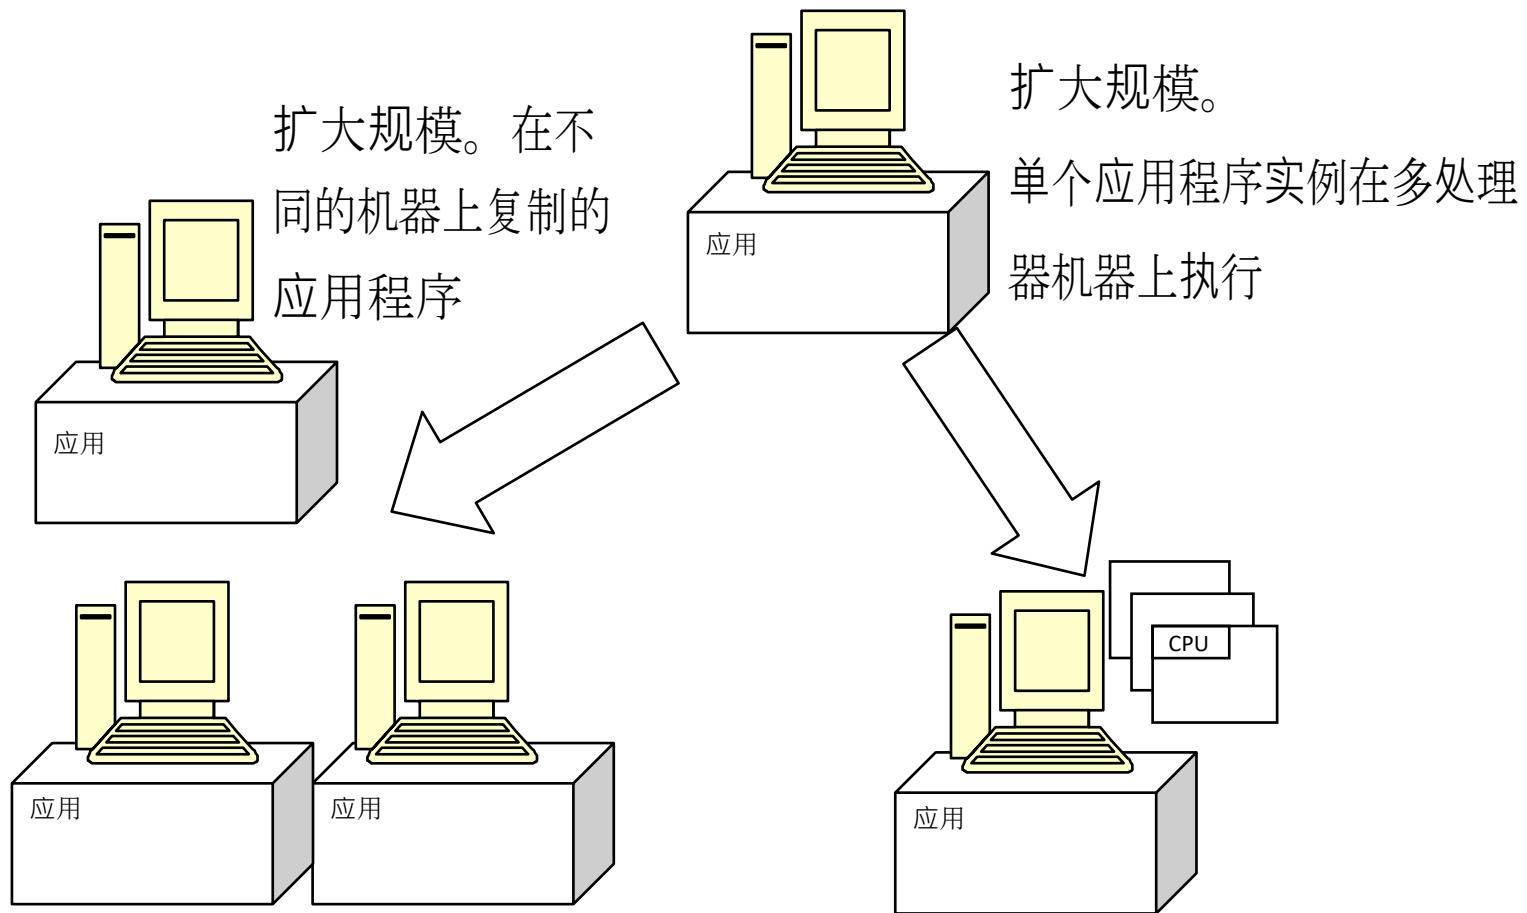 扩大规模。在不
同的机器上复制的
应用程序
扩大规模。
单个应用程序实例在多处理
器机器上执行
应用
应用
CPU
应用
应用
应用